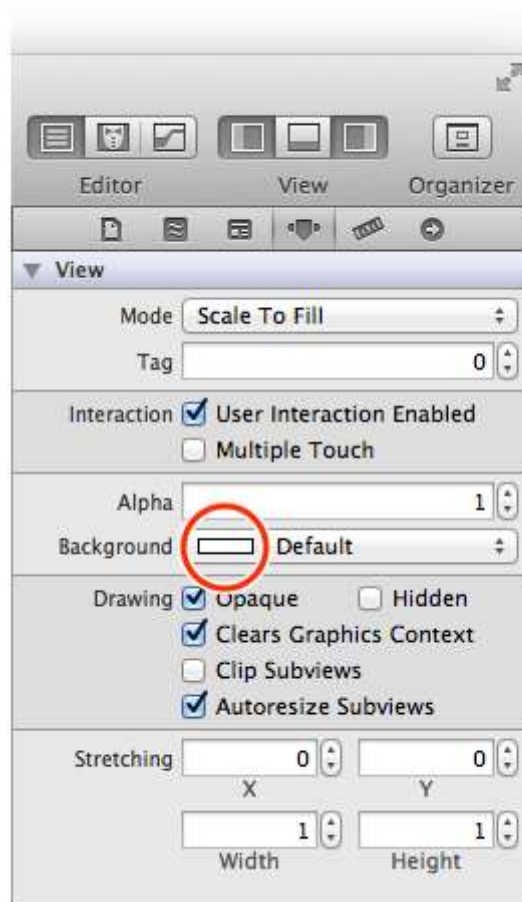 Editor View Organizer
View
Mode Scale To Fill
Tag 0
Interaction User Interaction Enabled
Multiple Touch
Alpha 1
Background Default
Drawing Opaque Hidden
Clears Graphics Context
Clip Subviews
Autoresize Subviews
Stretching 0 0
X Y
1 1
Width Height